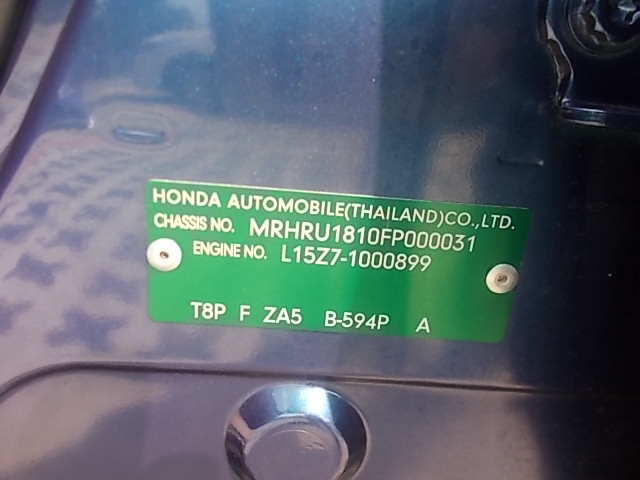 HONDA AUTOMOBILE(THAILAND)CO.,LTD.
CHASSIS NO. MRHRU1810FP000031
ENGINE NO. L15Z7-1000899
T8P F ZA5 B-594P A